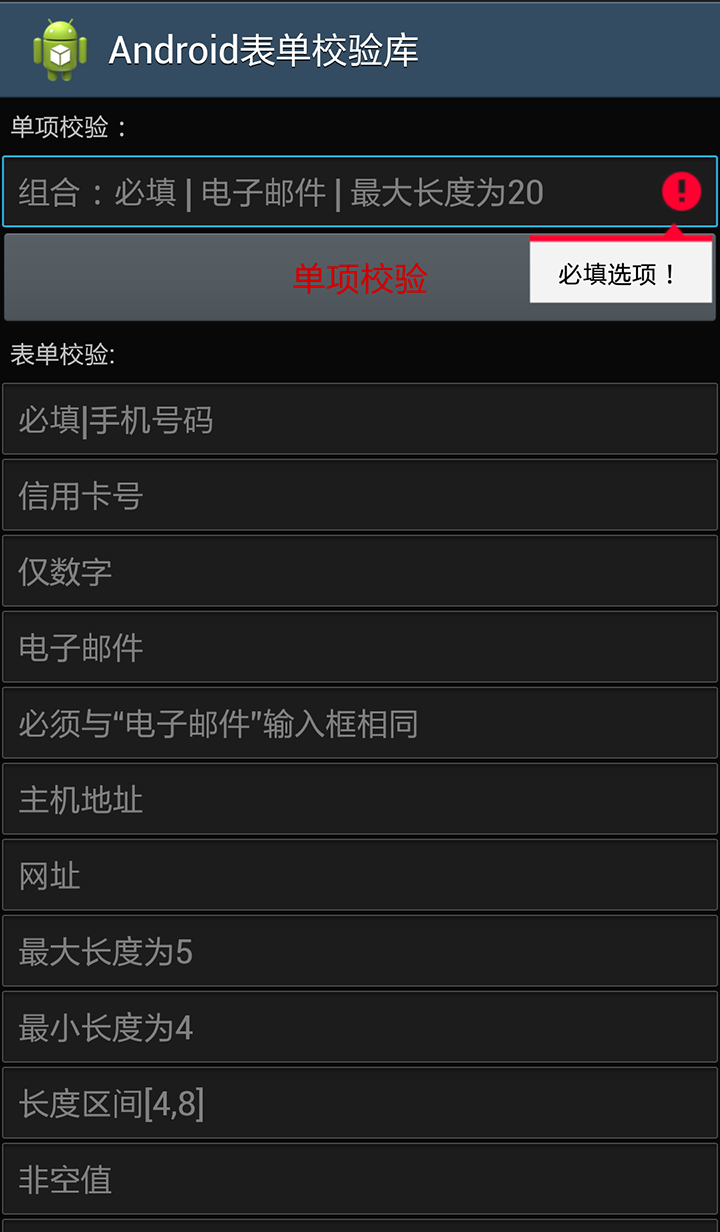 Android表单校验库
单项校验：
组合：必填 | 电子邮件 | 最大长度为20
单项校验
必填选项！
表单校验:
必填|手机号码
信用卡号
仅数字
电子邮件
必须与“电子邮件”输入框相同
主机地址
网址
最大长度为5
最小长度为4
长度区间[4,8]
非空值